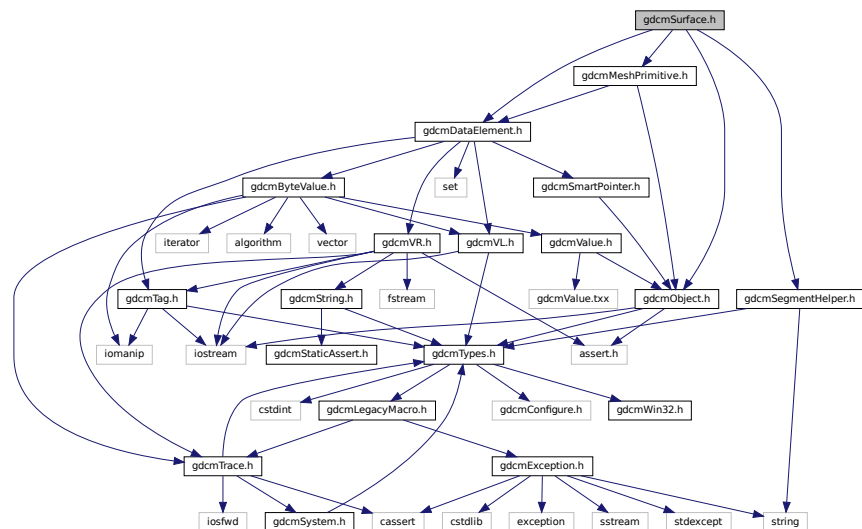 gdcmSurface.h
gdcmMeshPrimitive.h
gdcmDataElement.h
gdcmByteValue.h
set
gdcmSmartPointer.h
iterator
algorithm
vector
gdcmVR.h
gdcmVL.h
gdcmValue.h
gdcmTag.h
gdcmString.h
fstream
gdcmValue.txx
gdcmObject.h
gdcmSegmentHelper.h
iomanip
iostream
gdcmStaticAssert.h
gdcmTypes.h
assert.h
cstdint
gdcmLegacyMacro.h
gdcmConfigure.h
gdcmWin32.h
gdcmTrace.h
gdcmException.h
iosfwd
gdcmSystem.h
cassert
cstdlib
exception
sstream
stdexcept
string